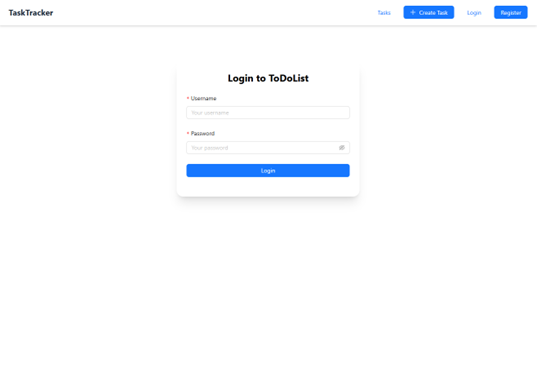 TaskTracker
Tasks
+ Create Task
Login
Register
Login to ToDoList
* Username
Your username
* Password
Your password
Login